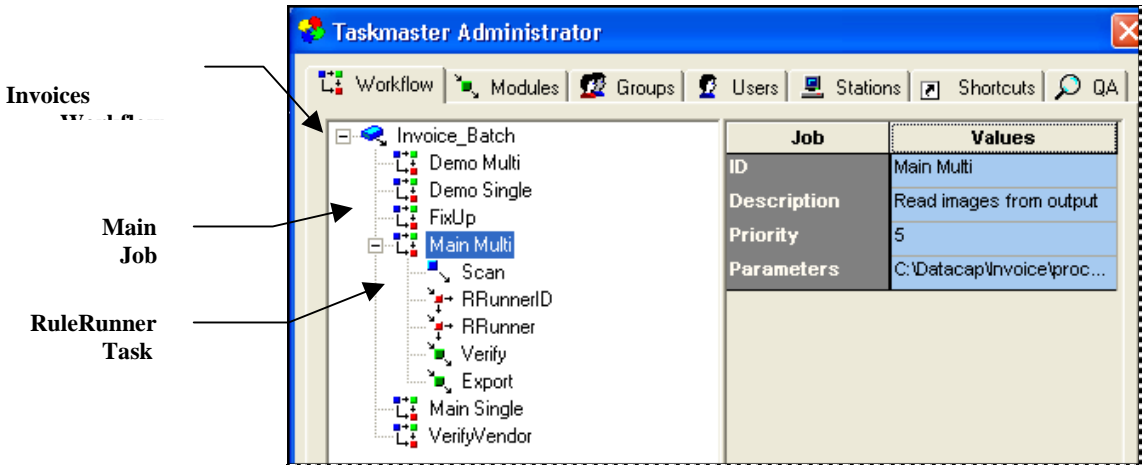 Taskmaster Administrator
Workflow Modules Groups Users Stations Shortcuts QA
Invoices
Workflow
Main
Job
RuleRunner
Task
Invoice_Batch
Demo Multi
Demo Single
FixUp
Main Multi
Scan
RRunnerID
RRunner
Verify
Export
Main Single
VerifyVendor
Job Values
ID Main Multi
Description Read images from output
Priority 5
Parameters C:\Datacap\Invoice\proc...